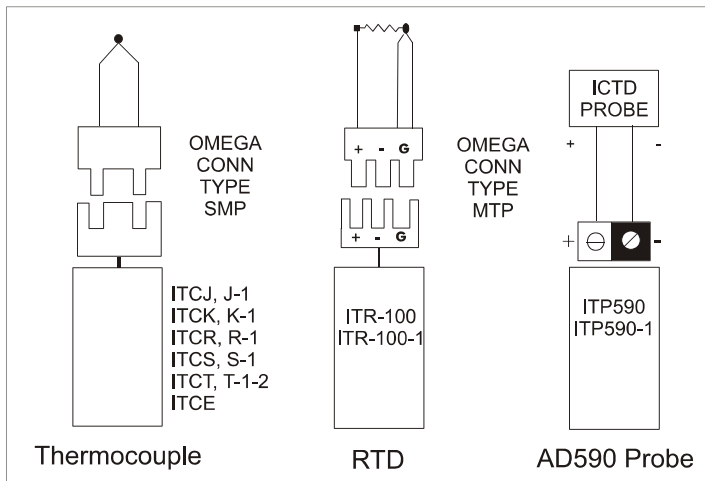 OMEGA
CONN
TYPE
SMP
ITCJ, J-1
ITCK, K-1
ITCR, R-1
ITCS, S-1
ITCT, T-1-2
ITCE
Thermocouple
+ - G
OMEGA
CONN
TYPE
MTP
+ - G
ITR-100
ITR-100-1
RTD
ICTD
PROBE
+ -
+ -
ITP590
ITP590-1
AD590 Probe